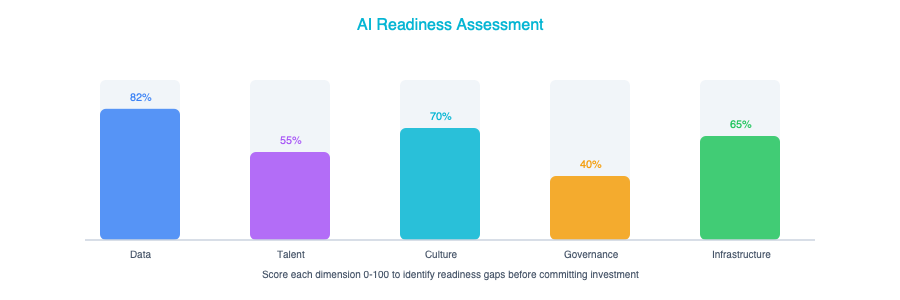 AI Readiness Assessment
82%
55%
70%
40%
65%
Data
Talent
Culture
Governance
Infrastructure
Score each dimension 0-100 to identify readiness gaps before committing investment